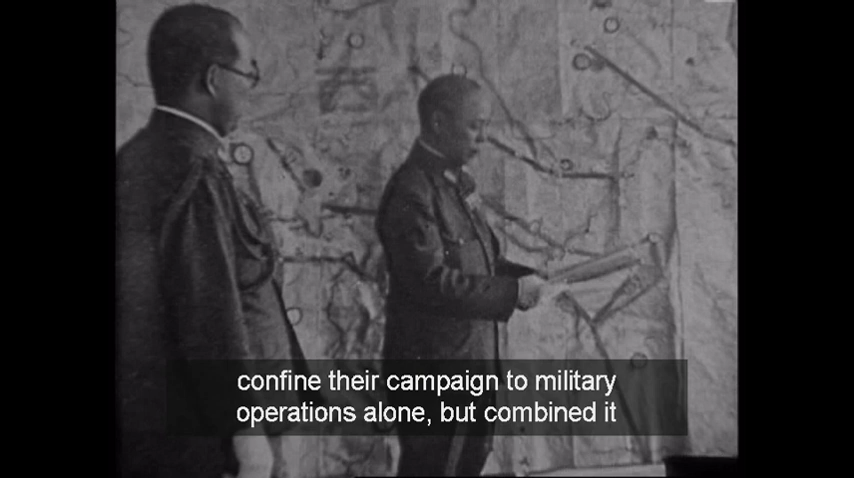 confine their campaign to military
operations alone, but combined it